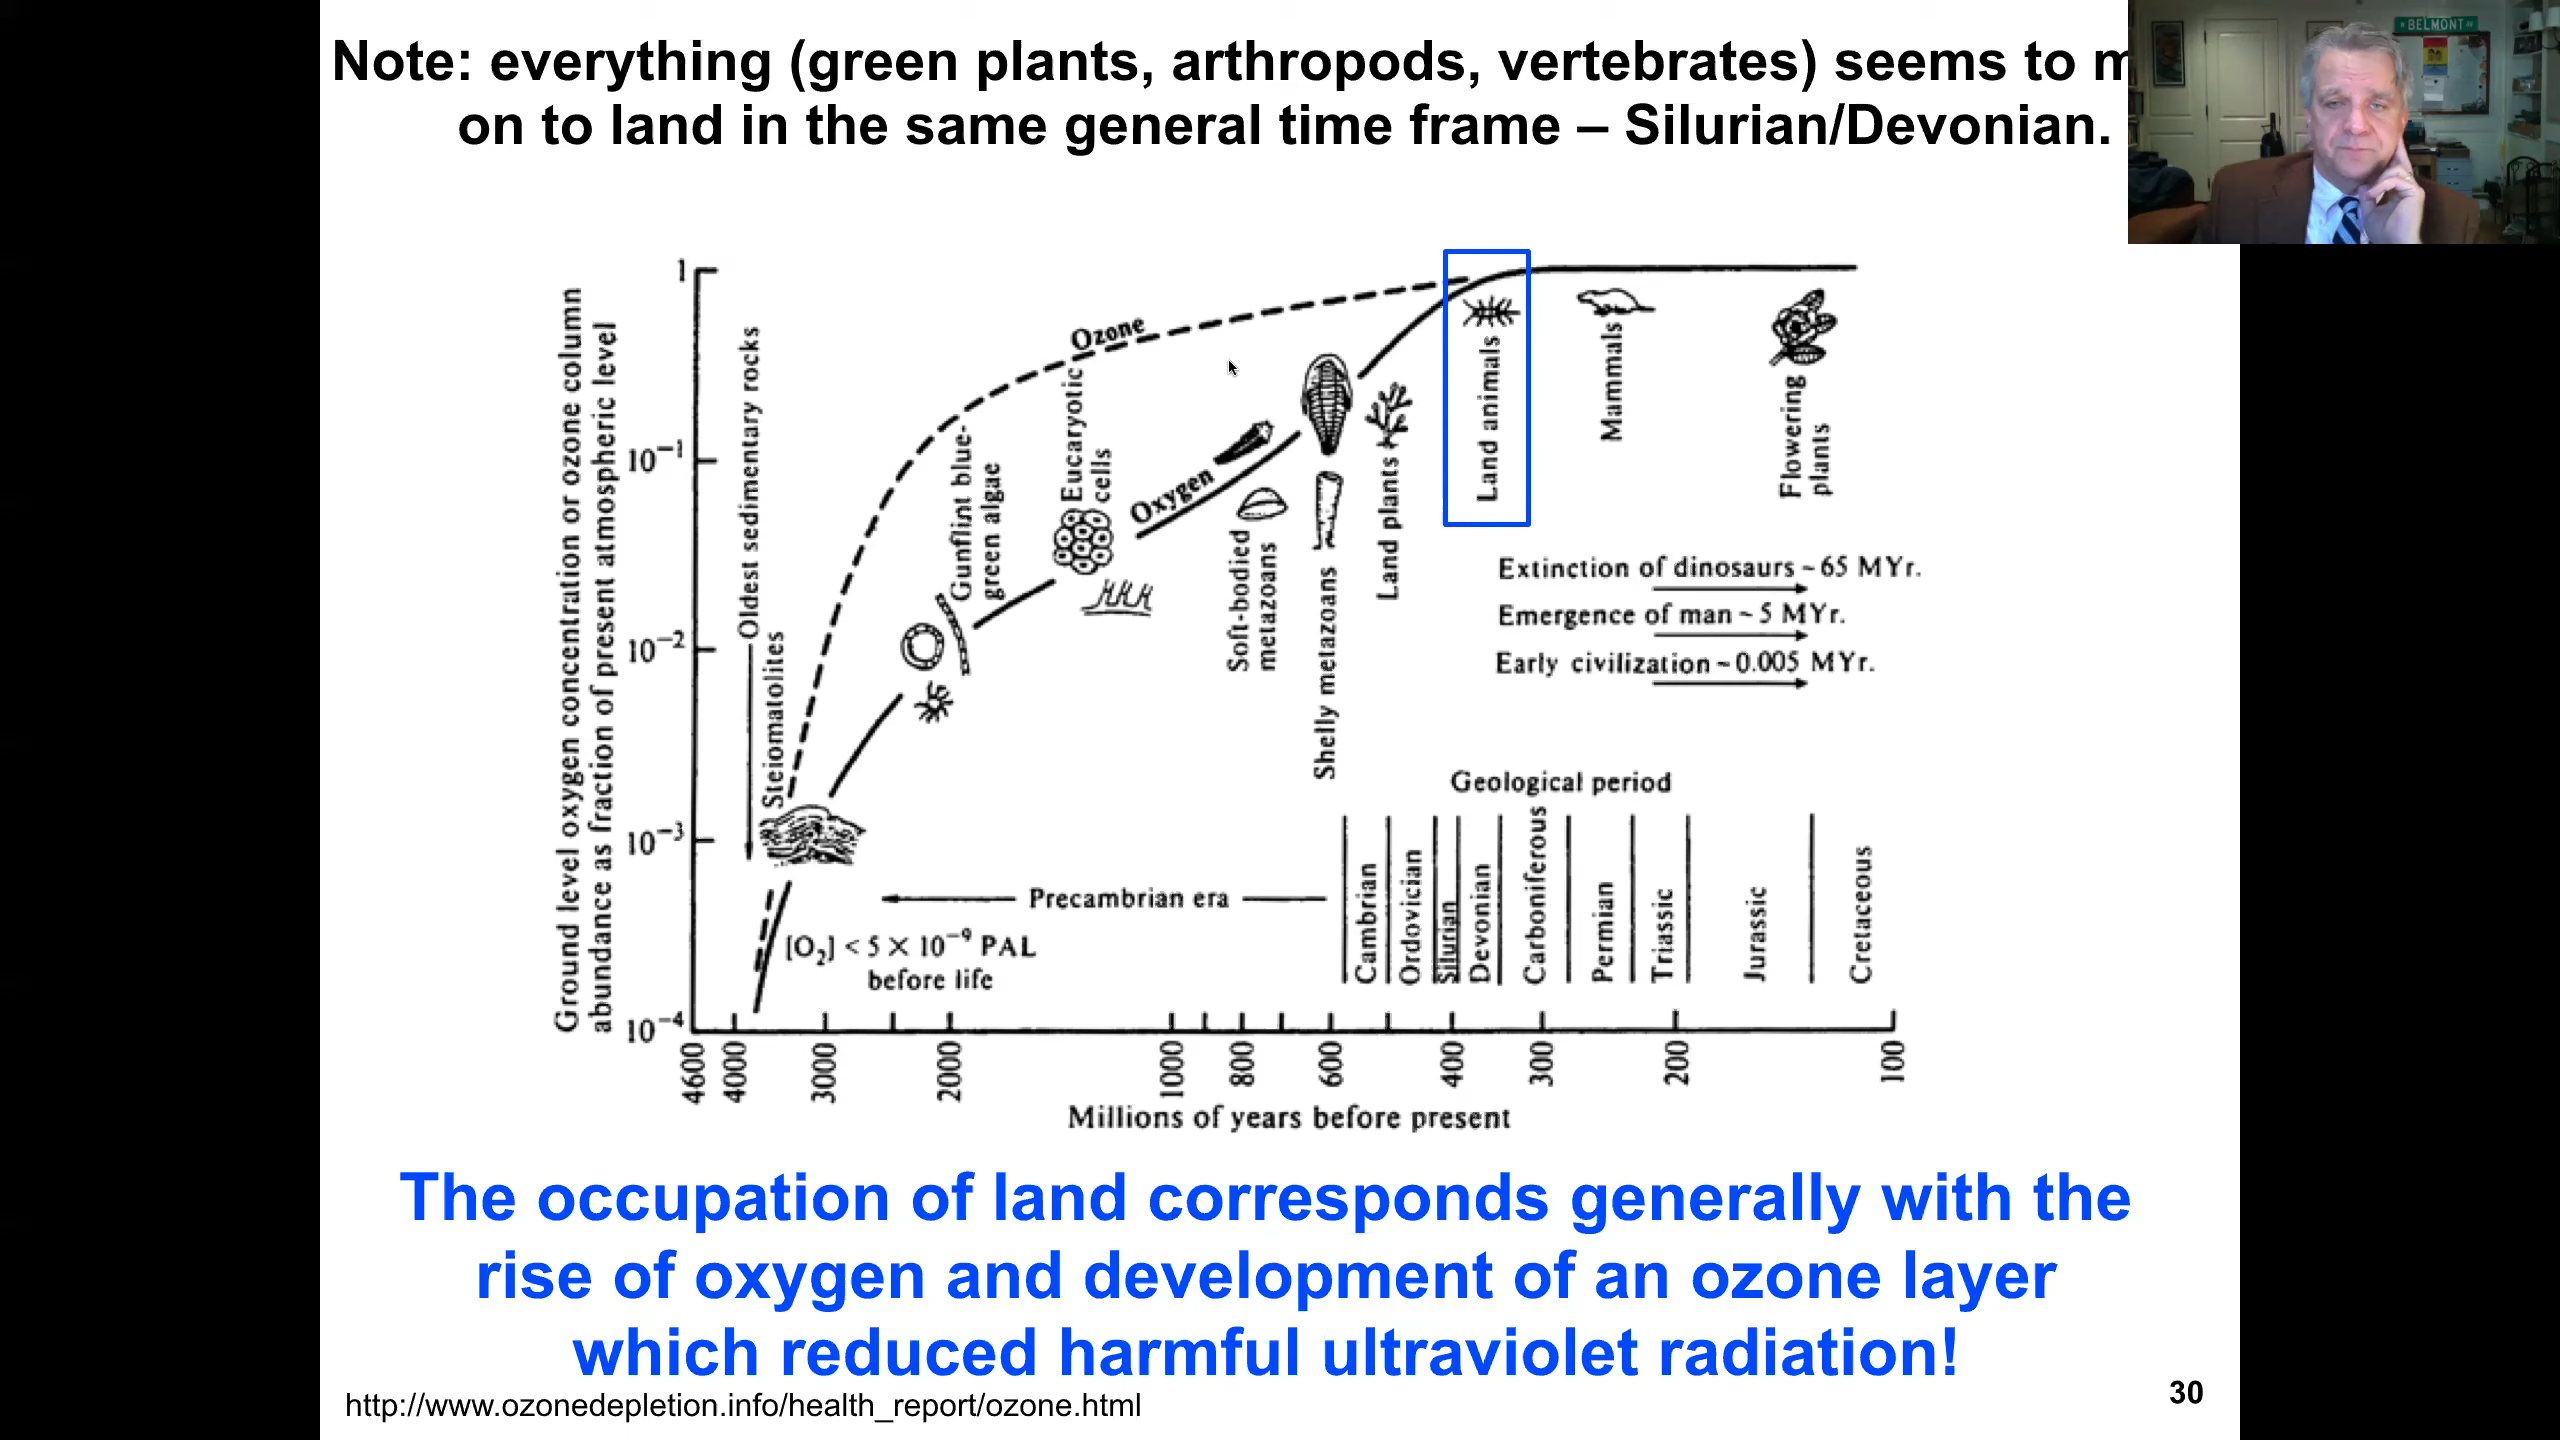 Note: everything (green plants, arthropods, vertebrates) seems to m
on to land in the same general time frame – Silurian/Devonian.
BELMONT
Ground level oxygen concentration or ozone column
abundance as fraction of present atmospheric level
1
10⁻¹
10⁻²
10⁻³
10⁻⁴
Oldest sedimentary rocks
Steiomatolites
Ozone
Gunflint blue-
green algae
Eucaryotic
cells
Oxygen
Soft-bodied
metazoans
Shelly metazoans
Land plants
Land animals
Mammals
Flowering
plants
Extinction of dinosaurs ~ 65 MYr.
Emergence of man ~ 5 MYr.
Early civilization ~ 0.005 MYr.
Geological period
Precambrian era
Cambrian
Ordovician
Silurian
Devonian
Carboniferous
Permian
Triassic
Jurassic
Cretaceous
[O₂] < 5 × 10⁻⁹ PAL
before life
4600
4000
3000
2000
1000
800
600
400
300
200
100
Millions of years before present
The occupation of land corresponds generally with the
rise of oxygen and development of an ozone layer
which reduced harmful ultraviolet radiation!
http://www.ozonedepletion.info/health_report/ozone.html
30